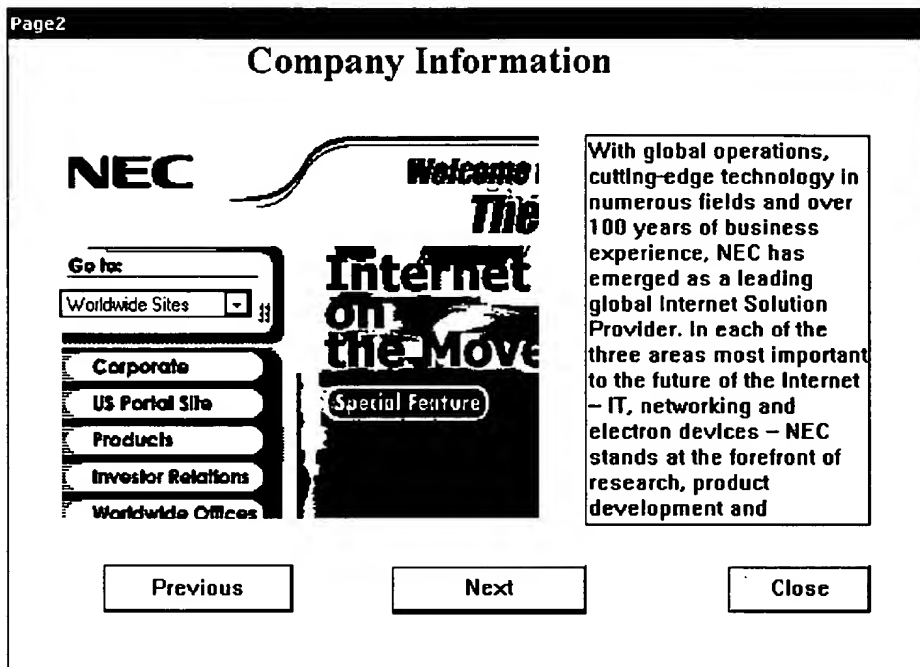 Page2
Company Information
NEC
Welcome
The
Go to:
Worldwide Sites
Internet
on
the Move
Special Feature
Corporate
US Portal Site
Products
Investor Relations
Worldwide Offices
With global operations,
cutting-edge technology in
numerous fields and over
100 years of business
experience, NEC has
emerged as a leading
global Internet Solution
Provider. In each of the
three areas most important
to the future of the Internet
– IT, networking and
electron devices – NEC
stands at the forefront of
research, product
development and
Previous
Next
Close